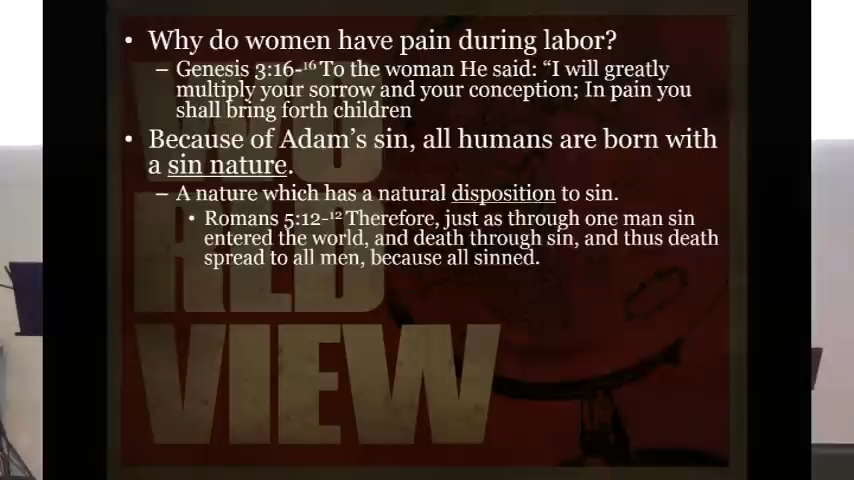 • Why do women have pain during labor?
– Genesis 3:16-16 To the woman He said: “I will greatly
multiply your sorrow and your conception; In pain you
shall bring forth children
• Because of Adam’s sin, all humans are born with
a sin nature.
– A nature which has a natural disposition to sin.
• Romans 5:12-12 Therefore, just as through one man sin
entered the world, and death through sin, and thus death
spread to all men, because all sinned.
WO
RLD
VIEW